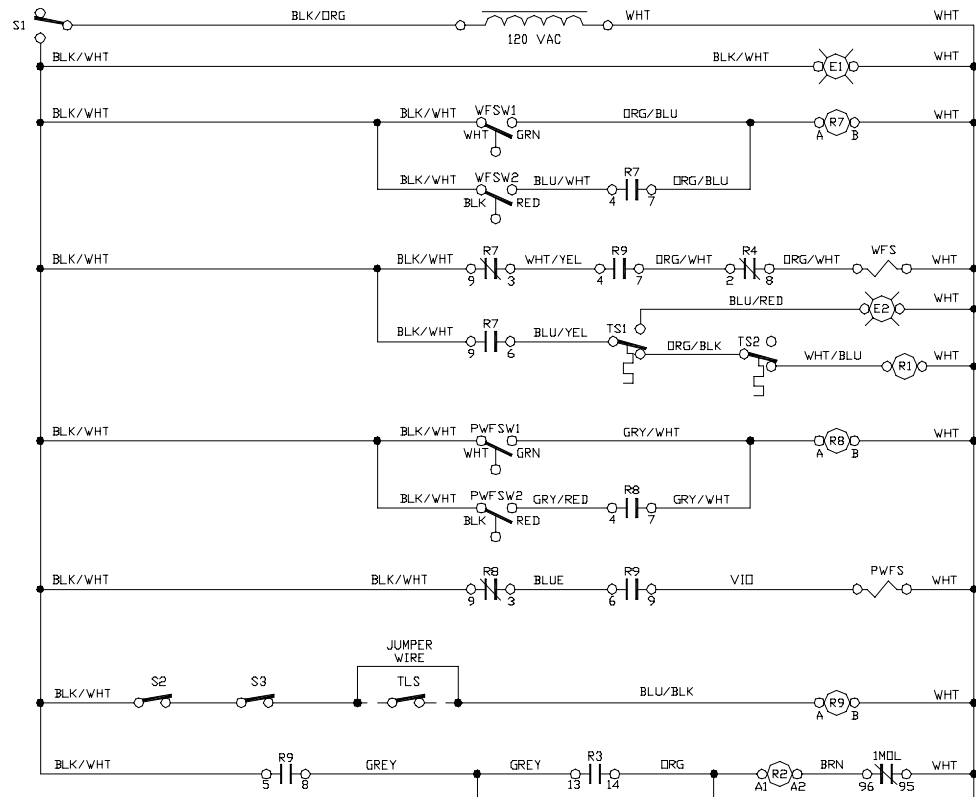 S1 BLK/ORG 120 VAC WHT WHT
BLK/WHT BLK/WHT E1 WHT
BLK/WHT BLK/WHT WFSW1 WHT GRN ORG/BLU R7 A B WHT
BLK/WHT WFSW2 BLK RED BLU/WHT R7 4 7 ORG/BLU
BLK/WHT BLK/WHT R7 9 3 WHT/YEL R9 4 7 ORG/WHT R4 2 8 ORG/WHT WFS WHT
BLU/RED E2 WHT
BLK/WHT R7 9 6 BLU/YEL TS1 ORG/BLK TS2 WHT/BLU R1 WHT
BLK/WHT BLK/WHT PWFSW1 WHT GRN GRY/WHT R8 A B WHT
BLK/WHT PWFSW2 BLK RED GRY/RED R8 4 7 GRY/WHT
BLK/WHT BLK/WHT R8 9 3 BLUE R9 6 9 VIO PWFS WHT
JUMPER
WIRE
BLK/WHT S2 S3 TLS BLU/BLK R9 A B WHT
BLK/WHT R9 5 8 GREY GREY R3 13 14 ORG R2 A1 A2 BRN 1MOL 96 95 WHT